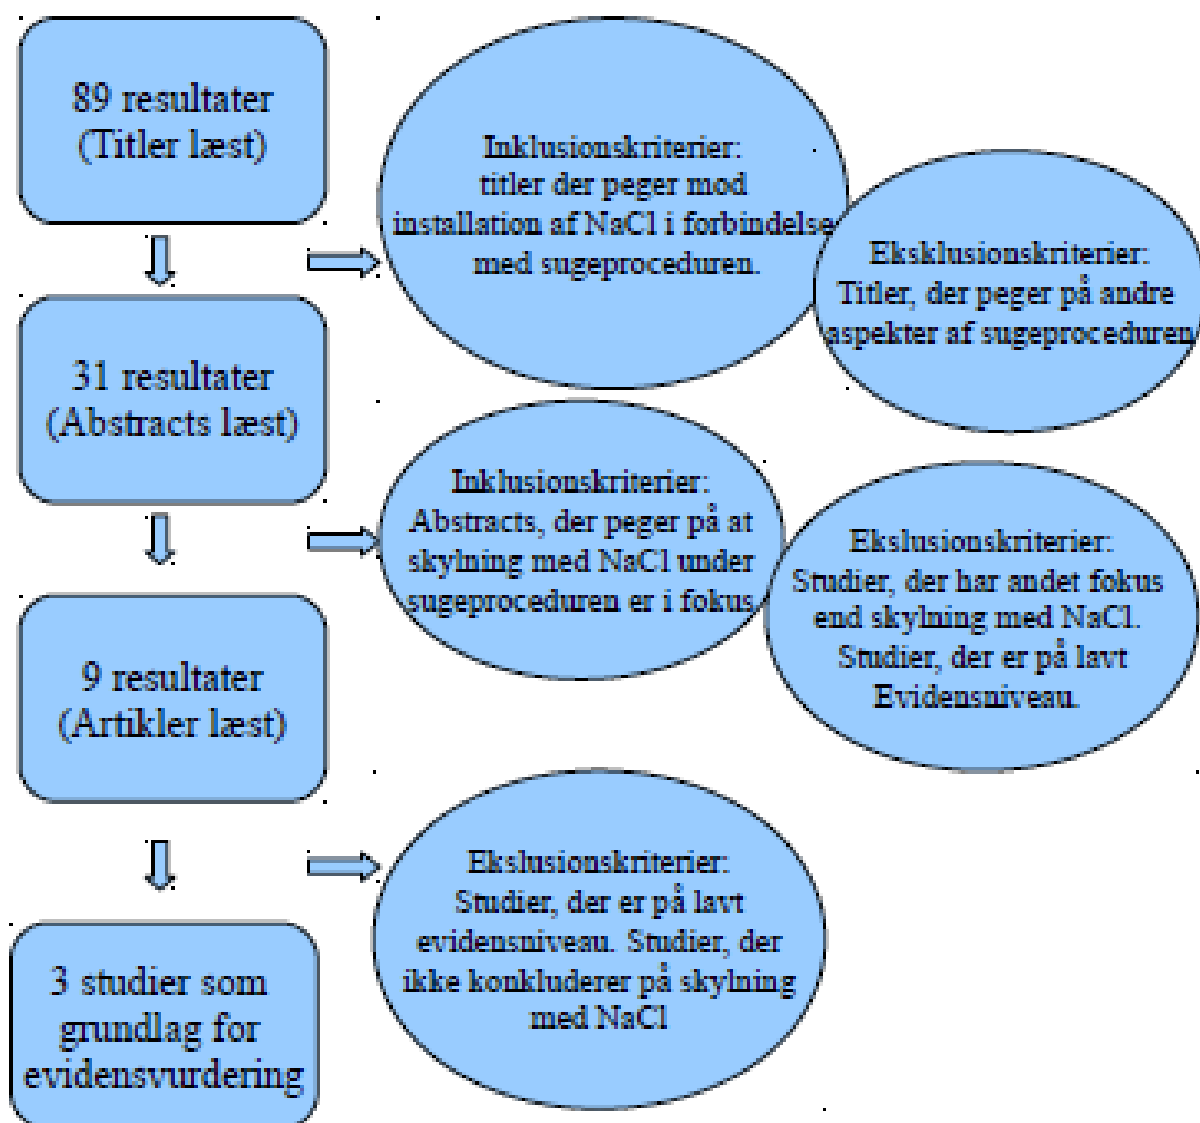 89 resultater
(Titler læst)
Inklusionskriterier:
titler der peger mod
installation af NaCl i forbindelse
med sugeproceduren.
Eksklusionskriterier:
Titler, der peger på andre
aspekter af sugeproceduren
31 resultater
(Abstracts læst)
Inklusionskriterier:
Abstracts, der peger på at
skylning med NaCl under
sugeproceduren er i fokus
Ekslusionskriterier:
Studier, der har andet fokus
end skylning med NaCl.
Studier, der er på lavt
Evidensniveau.
9 resultater
(Artikler læst)
Ekslusionskriterier:
Studier, der er på lavt
evidensniveau. Studier, der
ikke konkluderer på skylning
med NaCl
3 studier som
grundlag for
evidensvurdering